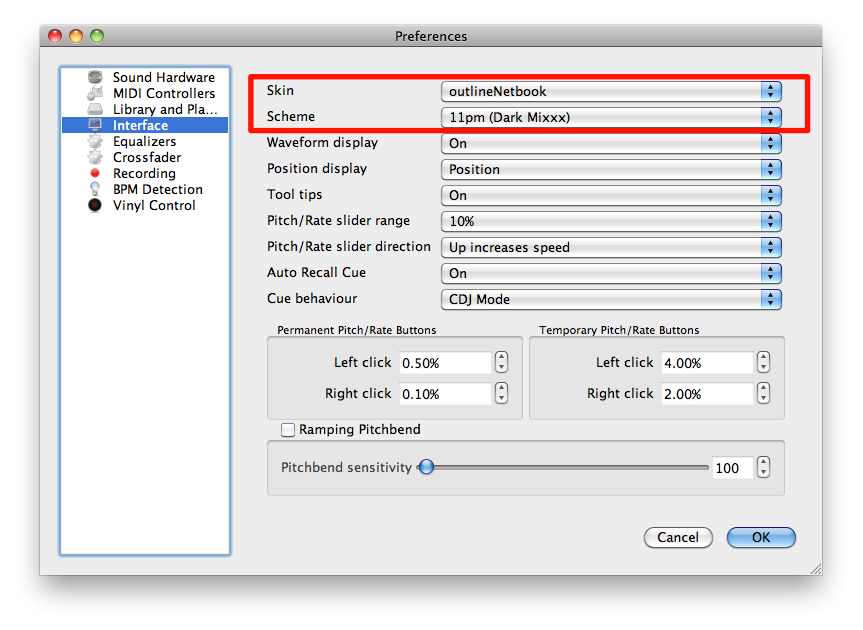 Preferences
Sound Hardware
MIDI Controllers
Library and Pla...
Interface
Equalizers
Crossfader
Recording
BPM Detection
Vinyl Control
Skin outlineNetbook
Scheme 11pm (Dark Mixxx)
Waveform display On
Position display Position
Tool tips On
Pitch/Rate slider range 10%
Pitch/Rate slider direction Up increases speed
Auto Recall Cue On
Cue behaviour CDJ Mode
Permanent Pitch/Rate Buttons
Left click 0.50%
Right click 0.10%
Temporary Pitch/Rate Buttons
Left click 4.00%
Right click 2.00%
Ramping Pitchbend
Pitchbend sensitivity 100
Cancel OK